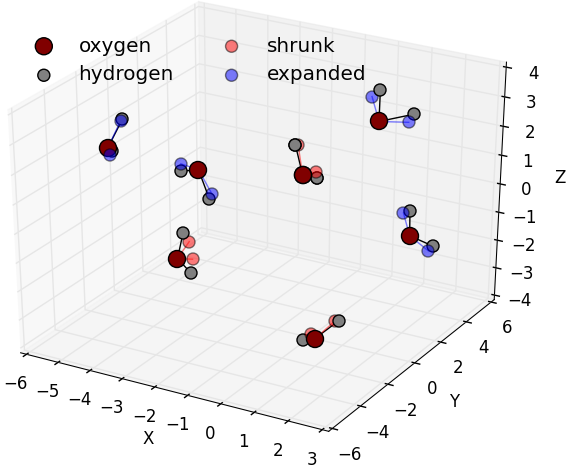 oxygen shrunk
hydrogen expanded
4
3
2
1
0
−1
−2
−3
−4
Z
−6 −5 −4 −3 −2 −1 0 1 2 3
X
−6 −4 −2 0 2 4 6
Y